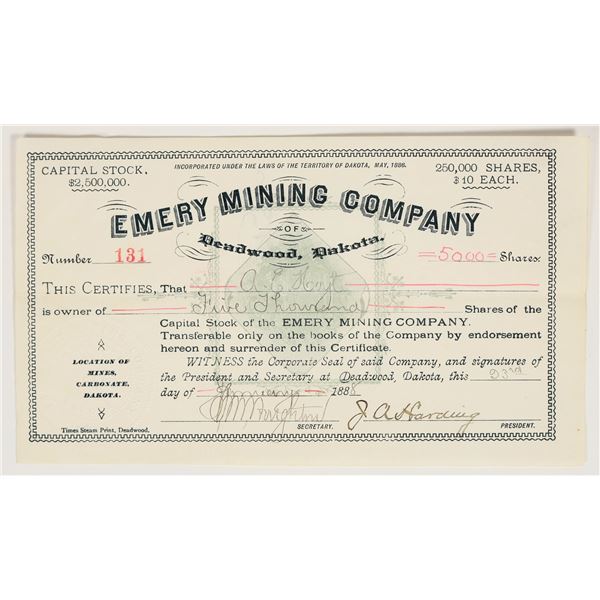 INCORPORATED UNDER THE LAWS OF THE TERRITORY OF DAKOTA, MAY, 1886.
CAPITAL STOCK, $2,500,000.
250,000 SHARES, $10 EACH.
EMERY MINING COMPANY
OF
Deadwood, Dakota.
Number 131
=5000= Shares.
THIS CERTIFIES, That A. E. Hoyt
is owner of Five Thousand Shares of the
Capital Stock of the EMERY MINING COMPANY.
Transferable only on the books of the Company by endorsement
hereon and surrender of this Certificate.
WITNESS the Corporate Seal of said Company, and signatures of
the President and Secretary at Deadwood, Dakota, this 23rd
day of January 1888
LOCATION OF
MINES,
CARBONATE,
DAKOTA.
J. A. Harding
SECRETARY.
PRESIDENT.
Times Steam Print, Deadwood.